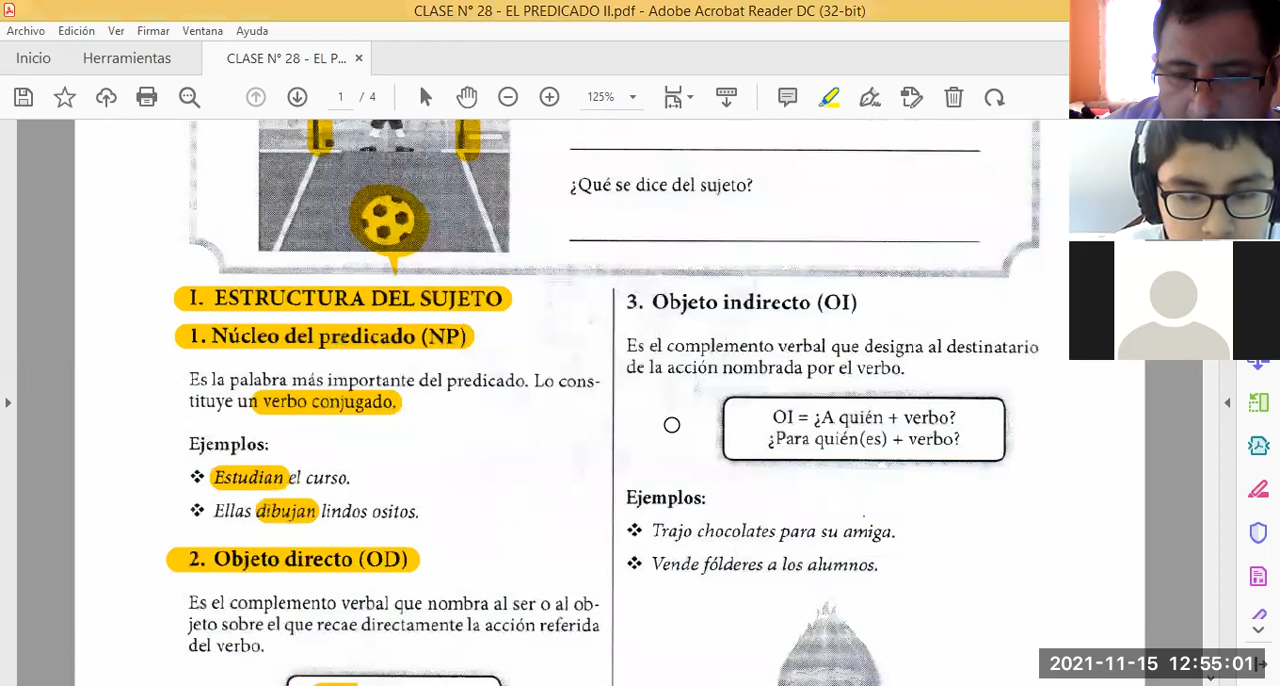 CLASE N° 28 - EL PREDICADO II.pdf - Adobe Acrobat Reader DC (32-bit)
Archivo Edición Ver Firmar Ventana Ayuda
Inicio Herramientas CLASE N° 28 - EL P... ×
1 / 4 125%
¿Qué se dice del sujeto?
I. ESTRUCTURA DEL SUJETO
1. Núcleo del predicado (NP)
Es la palabra más importante del predicado. Lo cons-
tituye un verbo conjugado.
Ejemplos:
❖ Estudian el curso.
❖ Ellas dibujan lindos ositos.
2. Objeto directo (OD)
Es el complemento verbal que nombra al ser o al ob-
jeto sobre el que recae directamente la acción referida
del verbo.
3. Objeto indirecto (OI)
Es el complemento verbal que designa al destinatario
de la acción nombrada por el verbo.
OI = ¿A quién + verbo?
¿Para quién(es) + verbo?
Ejemplos:
❖ Trajo chocolates para su amiga.
❖ Vende fólderes a los alumnos.
2021-11-15 12:55:01